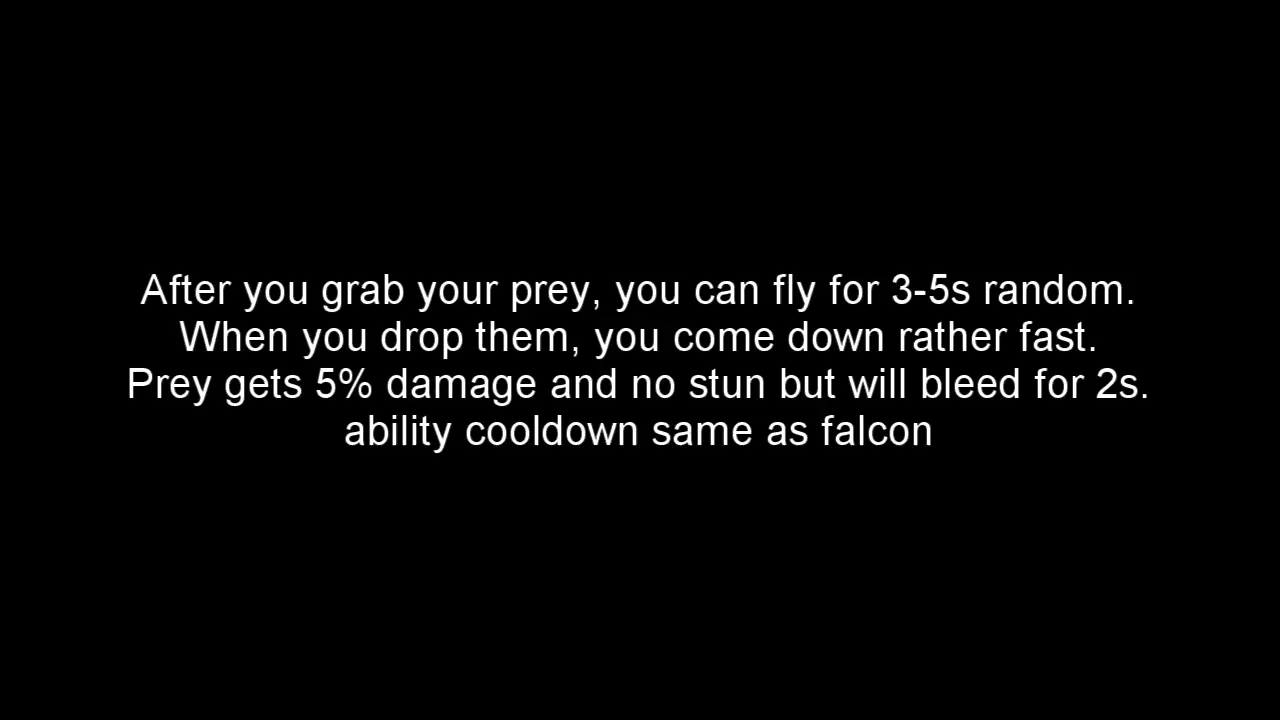 After you grab your prey, you can fly for 3-5s random.
When you drop them, you come down rather fast.
Prey gets 5% damage and no stun but will bleed for 2s.
ability cooldown same as falcon